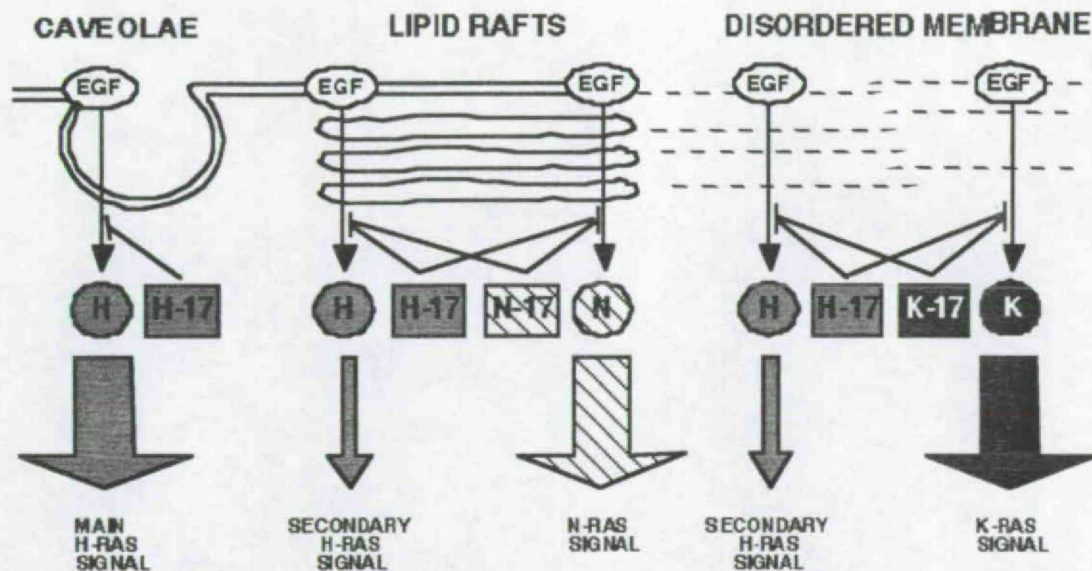 CAVEOLAE LIPID RAFTS DISORDERED MEMBRANE
EGF EGF EGF EGF EGF
H H-17 H H-17 N-17 N H H-17 K-17 K
MAIN
H-RAS
SIGNAL
SECONDARY
H-RAS
SIGNAL
N-RAS
SIGNAL
SECONDARY
H-RAS
SIGNAL
K-RAS
SIGNAL